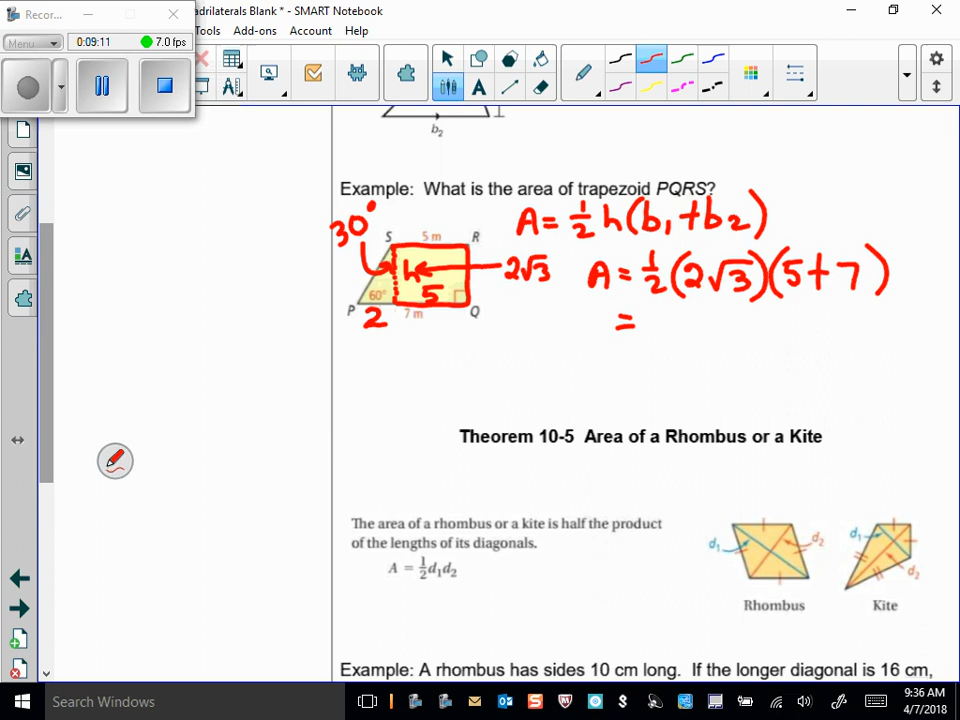 Recor...
adrilaterals Blank * - SMART Notebook
Menu
0:09:11
7.0 fps
Tools Add-ons Account Help
b2
Example: What is the area of trapezoid PQRS?
30°
A = 1/2 h(b1 + b2)
S 5 m R
h
2√3
A = 1/2 (2√3)(5+7)
60°
5
P
2
7 m
Q
=
Theorem 10-5 Area of a Rhombus or a Kite
The area of a rhombus or a kite is half the product
of the lengths of its diagonals.
A = 1/2 d1d2
d1
d2
d1
d2
Rhombus
Kite
Example: A rhombus has sides 10 cm long. If the longer diagonal is 16 cm,
Search Windows
9:36 AM
4/7/2018